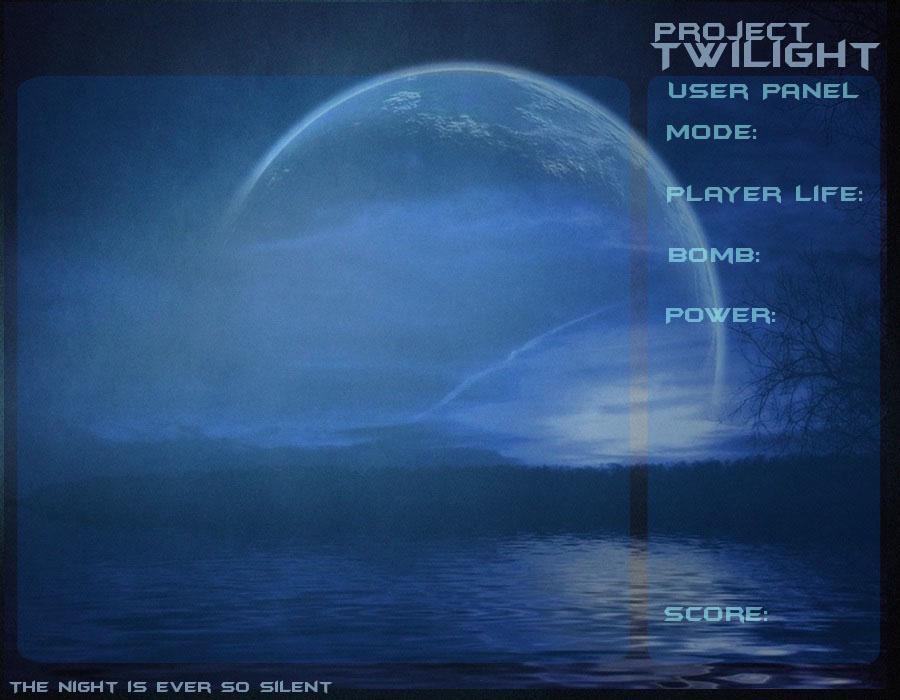 PROJECT
TWILIGHT
USER PANEL
MODE:
PLAYER LIFE:
BOMB:
POWER:
SCORE:
THE NIGHT IS EVER SO SILENT